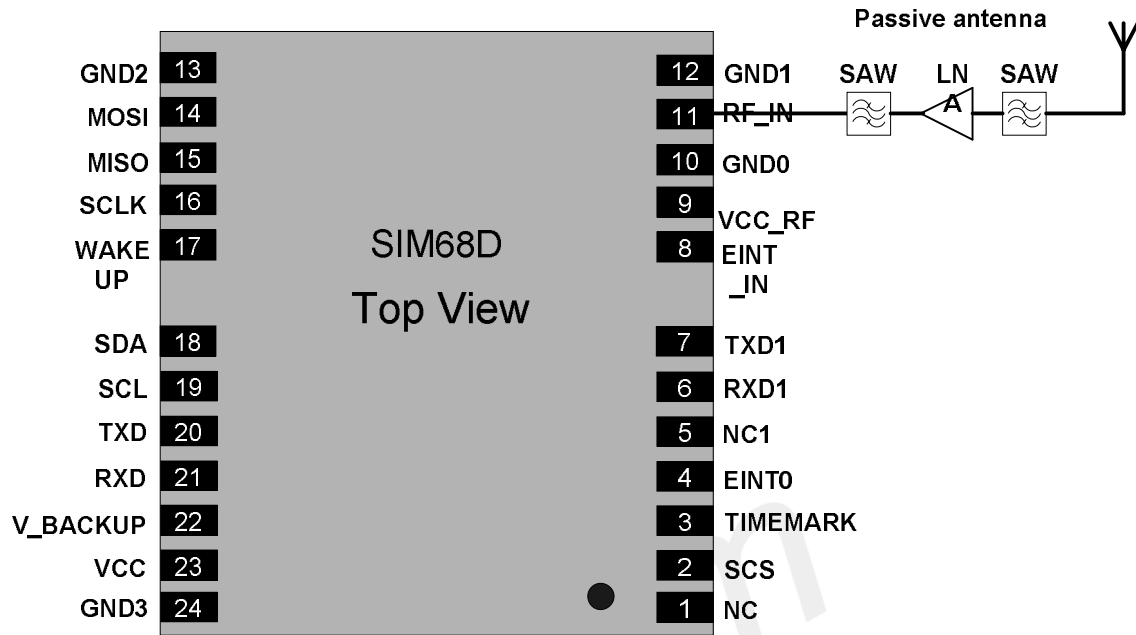 Passive antenna
GND2 13
12 GND1
SAW
LN
A
SAW
MOSI 14
11 RF_IN
MISO 15
10 GND0
SCLK 16
9 VCC_RF
WAKE
UP
17
8 EINT
_IN
SIM68D
Top View
SDA 18
7 TXD1
SCL 19
6 RXD1
TXD 20
5 NC1
RXD 21
4 EINT0
V_BACKUP 22
3 TIMEMARK
VCC 23
2 SCS
GND3 24
1 NC